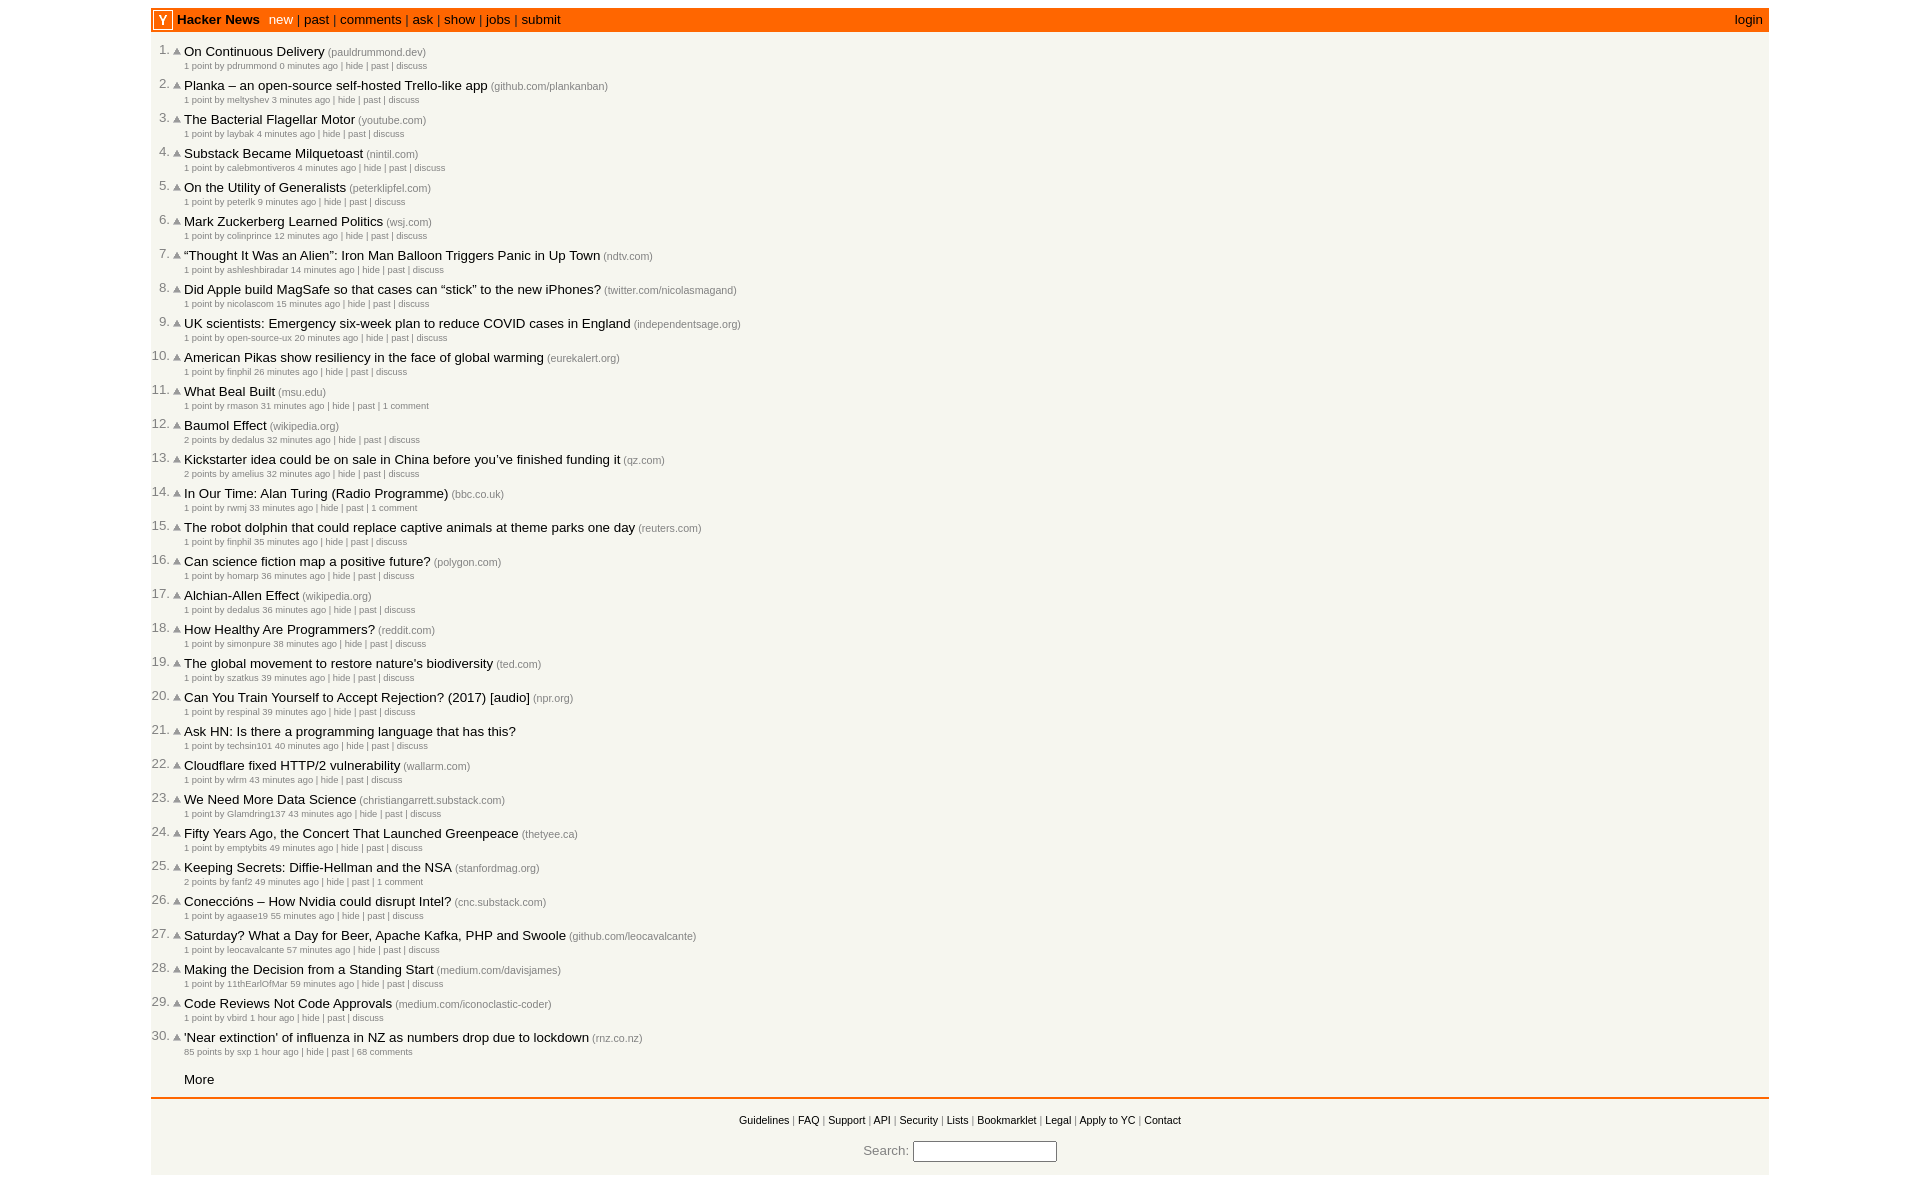 Y Hacker News new | past | comments | ask | show | jobs | submit login
1. On Continuous Delivery (pauldrummond.dev)
1 point by pdrummond 0 minutes ago | hide | past | discuss
2. Planka – an open-source self-hosted Trello-like app (github.com/plankanban)
1 point by meltyshev 3 minutes ago | hide | past | discuss
3. The Bacterial Flagellar Motor (youtube.com)
1 point by laybak 4 minutes ago | hide | past | discuss
4. Substack Became Milquetoast (nintil.com)
1 point by calebmontiveros 4 minutes ago | hide | past | discuss
5. On the Utility of Generalists (peterklipfel.com)
1 point by peterlk 9 minutes ago | hide | past | discuss
6. Mark Zuckerberg Learned Politics (wsj.com)
1 point by colinprince 12 minutes ago | hide | past | discuss
7. “Thought It Was an Alien”: Iron Man Balloon Triggers Panic in Up Town (ndtv.com)
1 point by ashleshbiradar 14 minutes ago | hide | past | discuss
8. Did Apple build MagSafe so that cases can “stick” to the new iPhones? (twitter.com/nicolasmagand)
1 point by nicolascom 15 minutes ago | hide | past | discuss
9. UK scientists: Emergency six-week plan to reduce COVID cases in England (independentsage.org)
1 point by open-source-ux 20 minutes ago | hide | past | discuss
10. American Pikas show resiliency in the face of global warming (eurekalert.org)
1 point by finphil 26 minutes ago | hide | past | discuss
11. What Beal Built (msu.edu)
1 point by rmason 31 minutes ago | hide | past | 1 comment
12. Baumol Effect (wikipedia.org)
2 points by dedalus 32 minutes ago | hide | past | discuss
13. Kickstarter idea could be on sale in China before you’ve finished funding it (qz.com)
2 points by amelius 32 minutes ago | hide | past | discuss
14. In Our Time: Alan Turing (Radio Programme) (bbc.co.uk)
1 point by rwmj 33 minutes ago | hide | past | 1 comment
15. The robot dolphin that could replace captive animals at theme parks one day (reuters.com)
1 point by finphil 35 minutes ago | hide | past | discuss
16. Can science fiction map a positive future? (polygon.com)
1 point by homarp 36 minutes ago | hide | past | discuss
17. Alchian-Allen Effect (wikipedia.org)
1 point by dedalus 36 minutes ago | hide | past | discuss
18. How Healthy Are Programmers? (reddit.com)
1 point by simonpure 38 minutes ago | hide | past | discuss
19. The global movement to restore nature's biodiversity (ted.com)
1 point by szatkus 39 minutes ago | hide | past | discuss
20. Can You Train Yourself to Accept Rejection? (2017) [audio] (npr.org)
1 point by respinal 39 minutes ago | hide | past | discuss
21. Ask HN: Is there a programming language that has this?
1 point by techsin101 40 minutes ago | hide | past | discuss
22. Cloudflare fixed HTTP/2 vulnerability (wallarm.com)
1 point by wlrm 43 minutes ago | hide | past | discuss
23. We Need More Data Science (christiangarrett.substack.com)
1 point by Glamdring137 43 minutes ago | hide | past | discuss
24. Fifty Years Ago, the Concert That Launched Greenpeace (thetyee.ca)
1 point by emptybits 49 minutes ago | hide | past | discuss
25. Keeping Secrets: Diffie-Hellman and the NSA (stanfordmag.org)
2 points by fanf2 49 minutes ago | hide | past | 1 comment
26. Coneccións – How Nvidia could disrupt Intel? (cnc.substack.com)
1 point by agaase19 55 minutes ago | hide | past | discuss
27. Saturday? What a Day for Beer, Apache Kafka, PHP and Swoole (github.com/leocavalcante)
1 point by leocavalcante 57 minutes ago | hide | past | discuss
28. Making the Decision from a Standing Start (medium.com/davisjames)
1 point by 11thEarlOfMar 59 minutes ago | hide | past | discuss
29. Code Reviews Not Code Approvals (medium.com/iconoclastic-coder)
1 point by vbird 1 hour ago | hide | past | discuss
30. 'Near extinction' of influenza in NZ as numbers drop due to lockdown (rnz.co.nz)
85 points by sxp 1 hour ago | hide | past | 68 comments
More
Guidelines | FAQ | Support | API | Security | Lists | Bookmarklet | Legal | Apply to YC | Contact
Search: